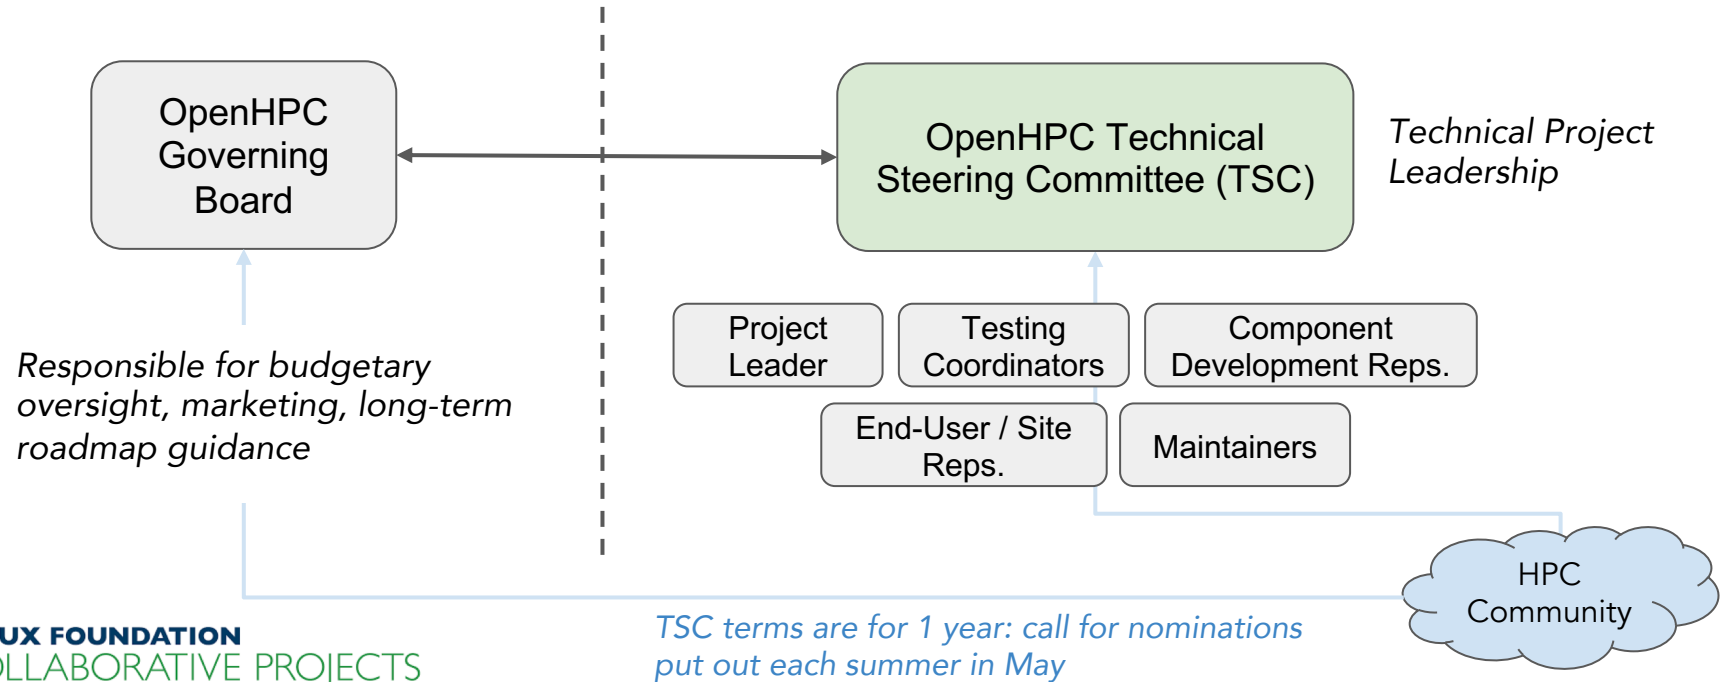 OpenHPC
Governing
Board
OpenHPC Technical
Steering Committee (TSC)
Technical Project
Leadership
Project
Leader
Testing
Coordinators
Component
Development Reps.
End-User / Site
Reps.
Maintainers
Responsible for budgetary
oversight, marketing, long-term
roadmap guidance
HPC
Community
TSC terms are for 1 year: call for nominations
put out each summer in May
UX FOUNDATION
OLLABORATIVE PROJECTS